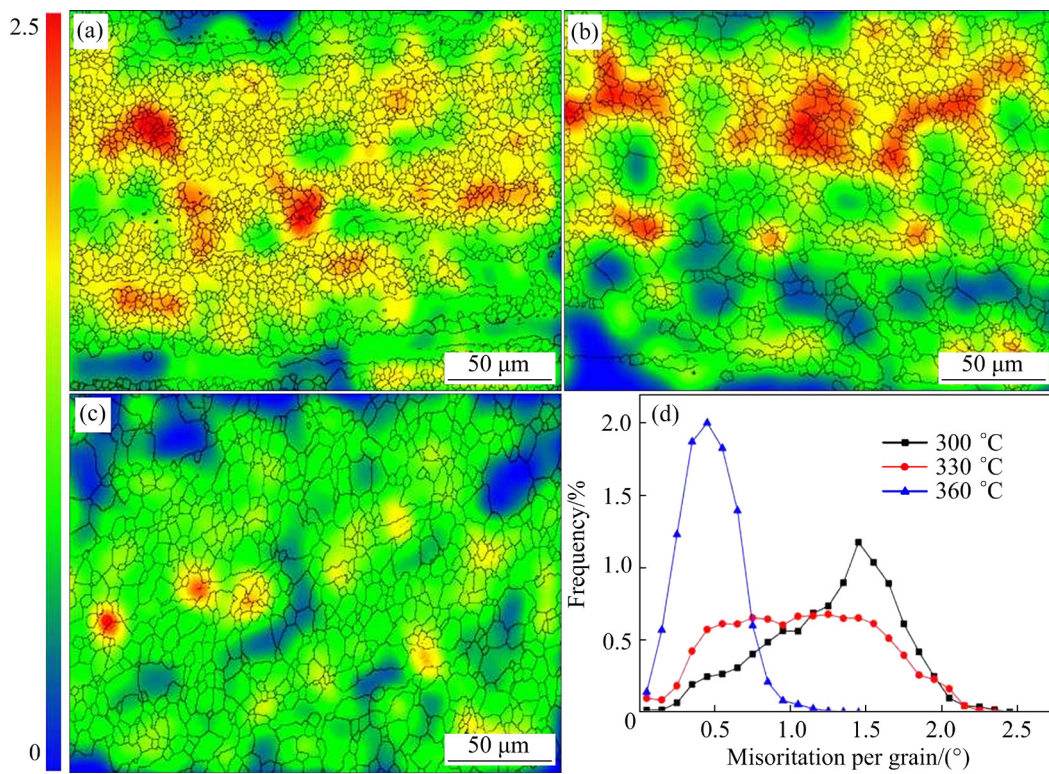 2.5
0
(a)
50 μm
(b)
50 μm
(c)
50 μm
(d)
2.0
1.5
1.0
0.5
0
Frequency/%
300 °C
330 °C
360 °C
0.5
1.0
1.5
2.0
2.5
Misoritation per grain/(°)